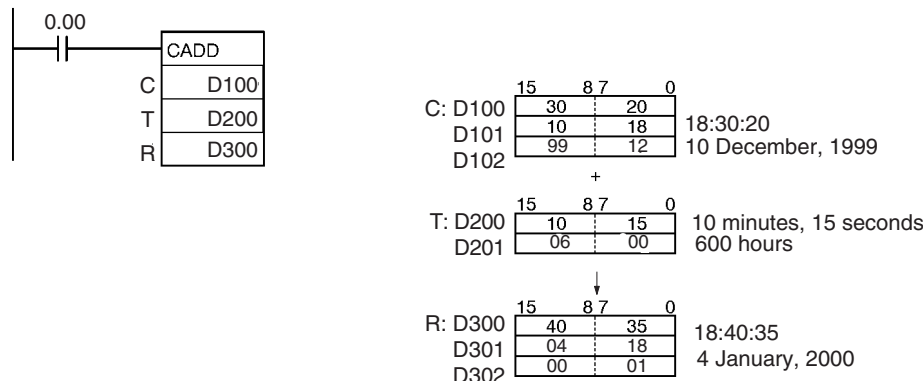 0.00
CADD
C D100
T D200
R D300
15 8 7 0
C: D100 30 20
D101 10 18
D102 99 12
18:30:20
10 December, 1999
+
15 8 7 0
T: D200 10 15 10 minutes, 15 seconds
D201 06 00 600 hours
15 8 7 0
R: D300 40 35
D301 04 18
D302 00 01
18:40:35
4 January, 2000